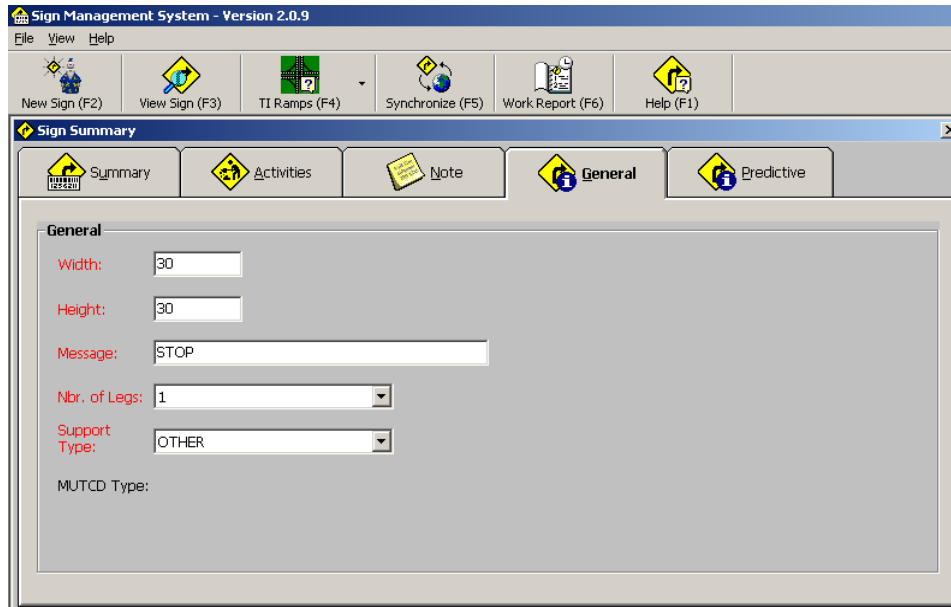 Sign Management System - Version 2.0.9
File View Help
New Sign (F2) View Sign (F3) TI Ramps (F4) Synchronize (F5) Work Report (F6) Help (F1)
Sign Summary
Summary Activities Note General Predictive
General
Width: 30
Height: 30
Message: STOP
Nbr. of Legs: 1
Support
Type: OTHER
MUTCD Type: